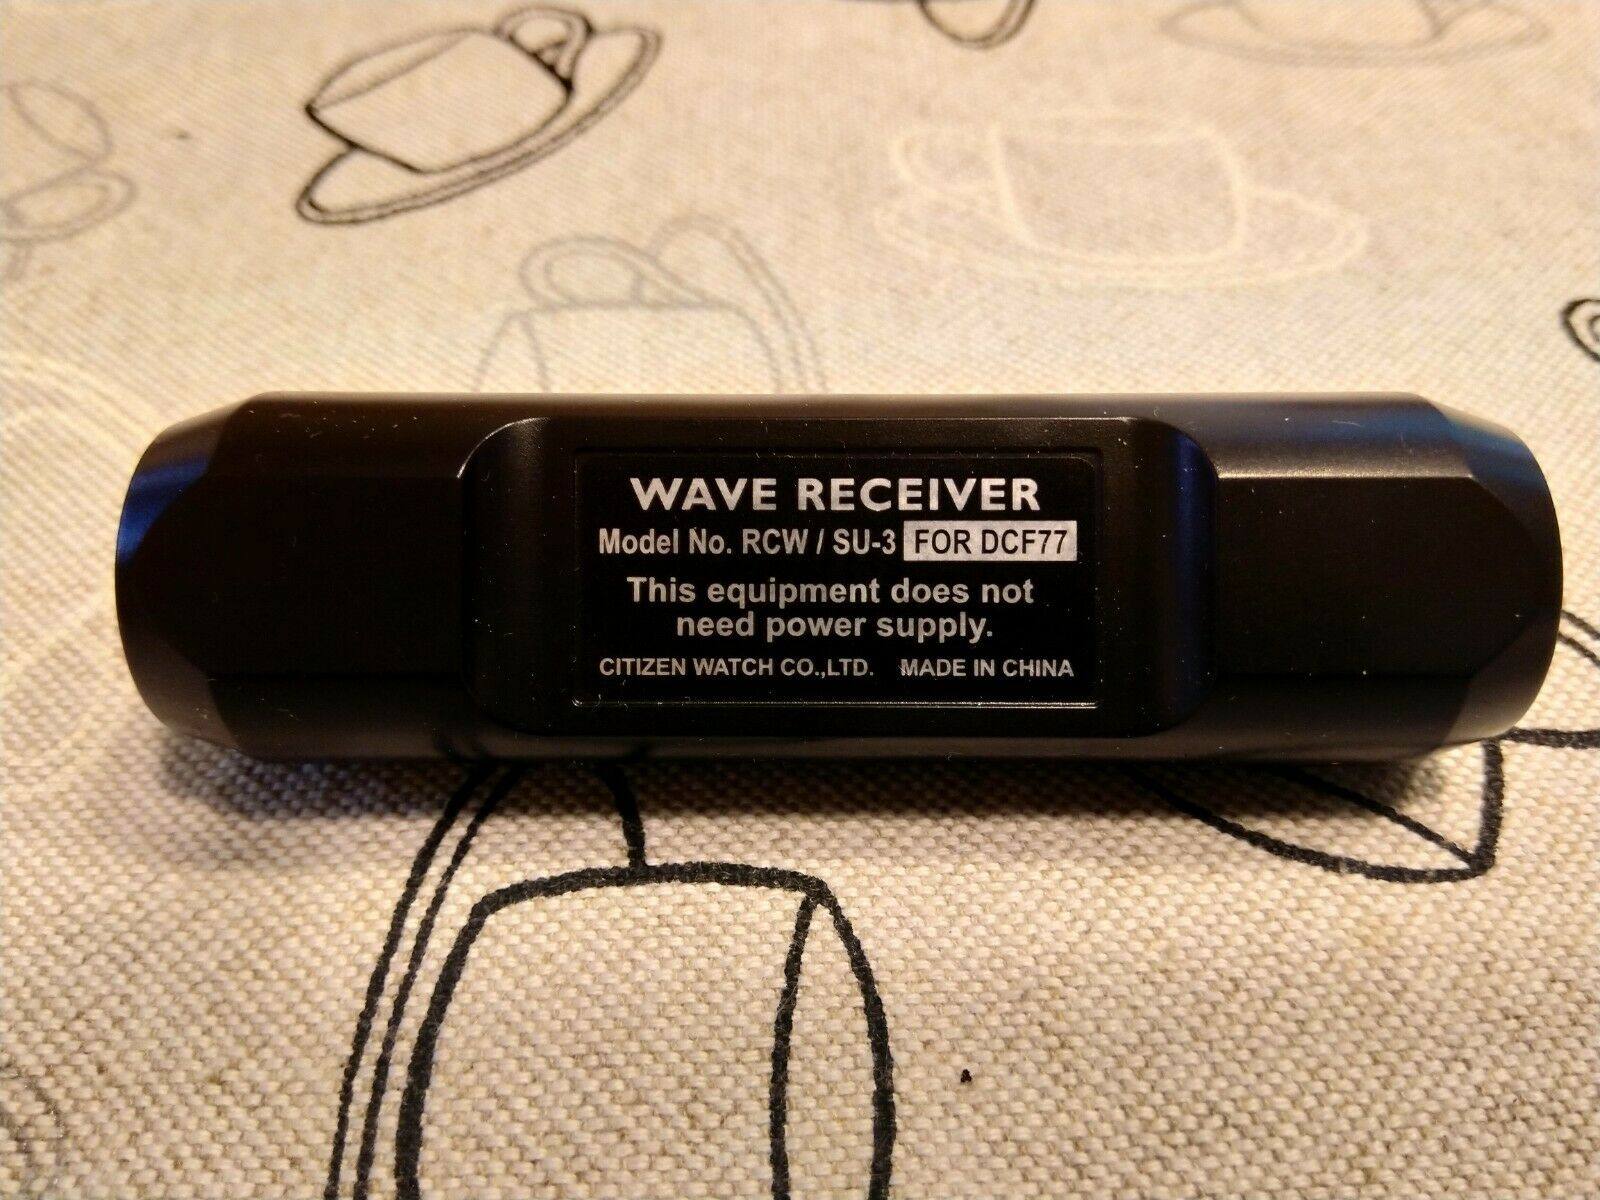 WAVE RECEIVER
Model No. RCW / SU-3 FOR DCF77
This equipment does not
need power supply.
CITIZEN WATCH CO.,LTD. MADE IN CHINA